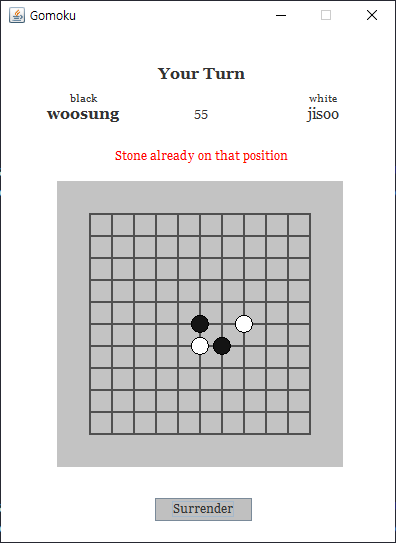 Gomoku
Your Turn
black
white
woosung
55
jisoo
Stone already on that position
Surrender